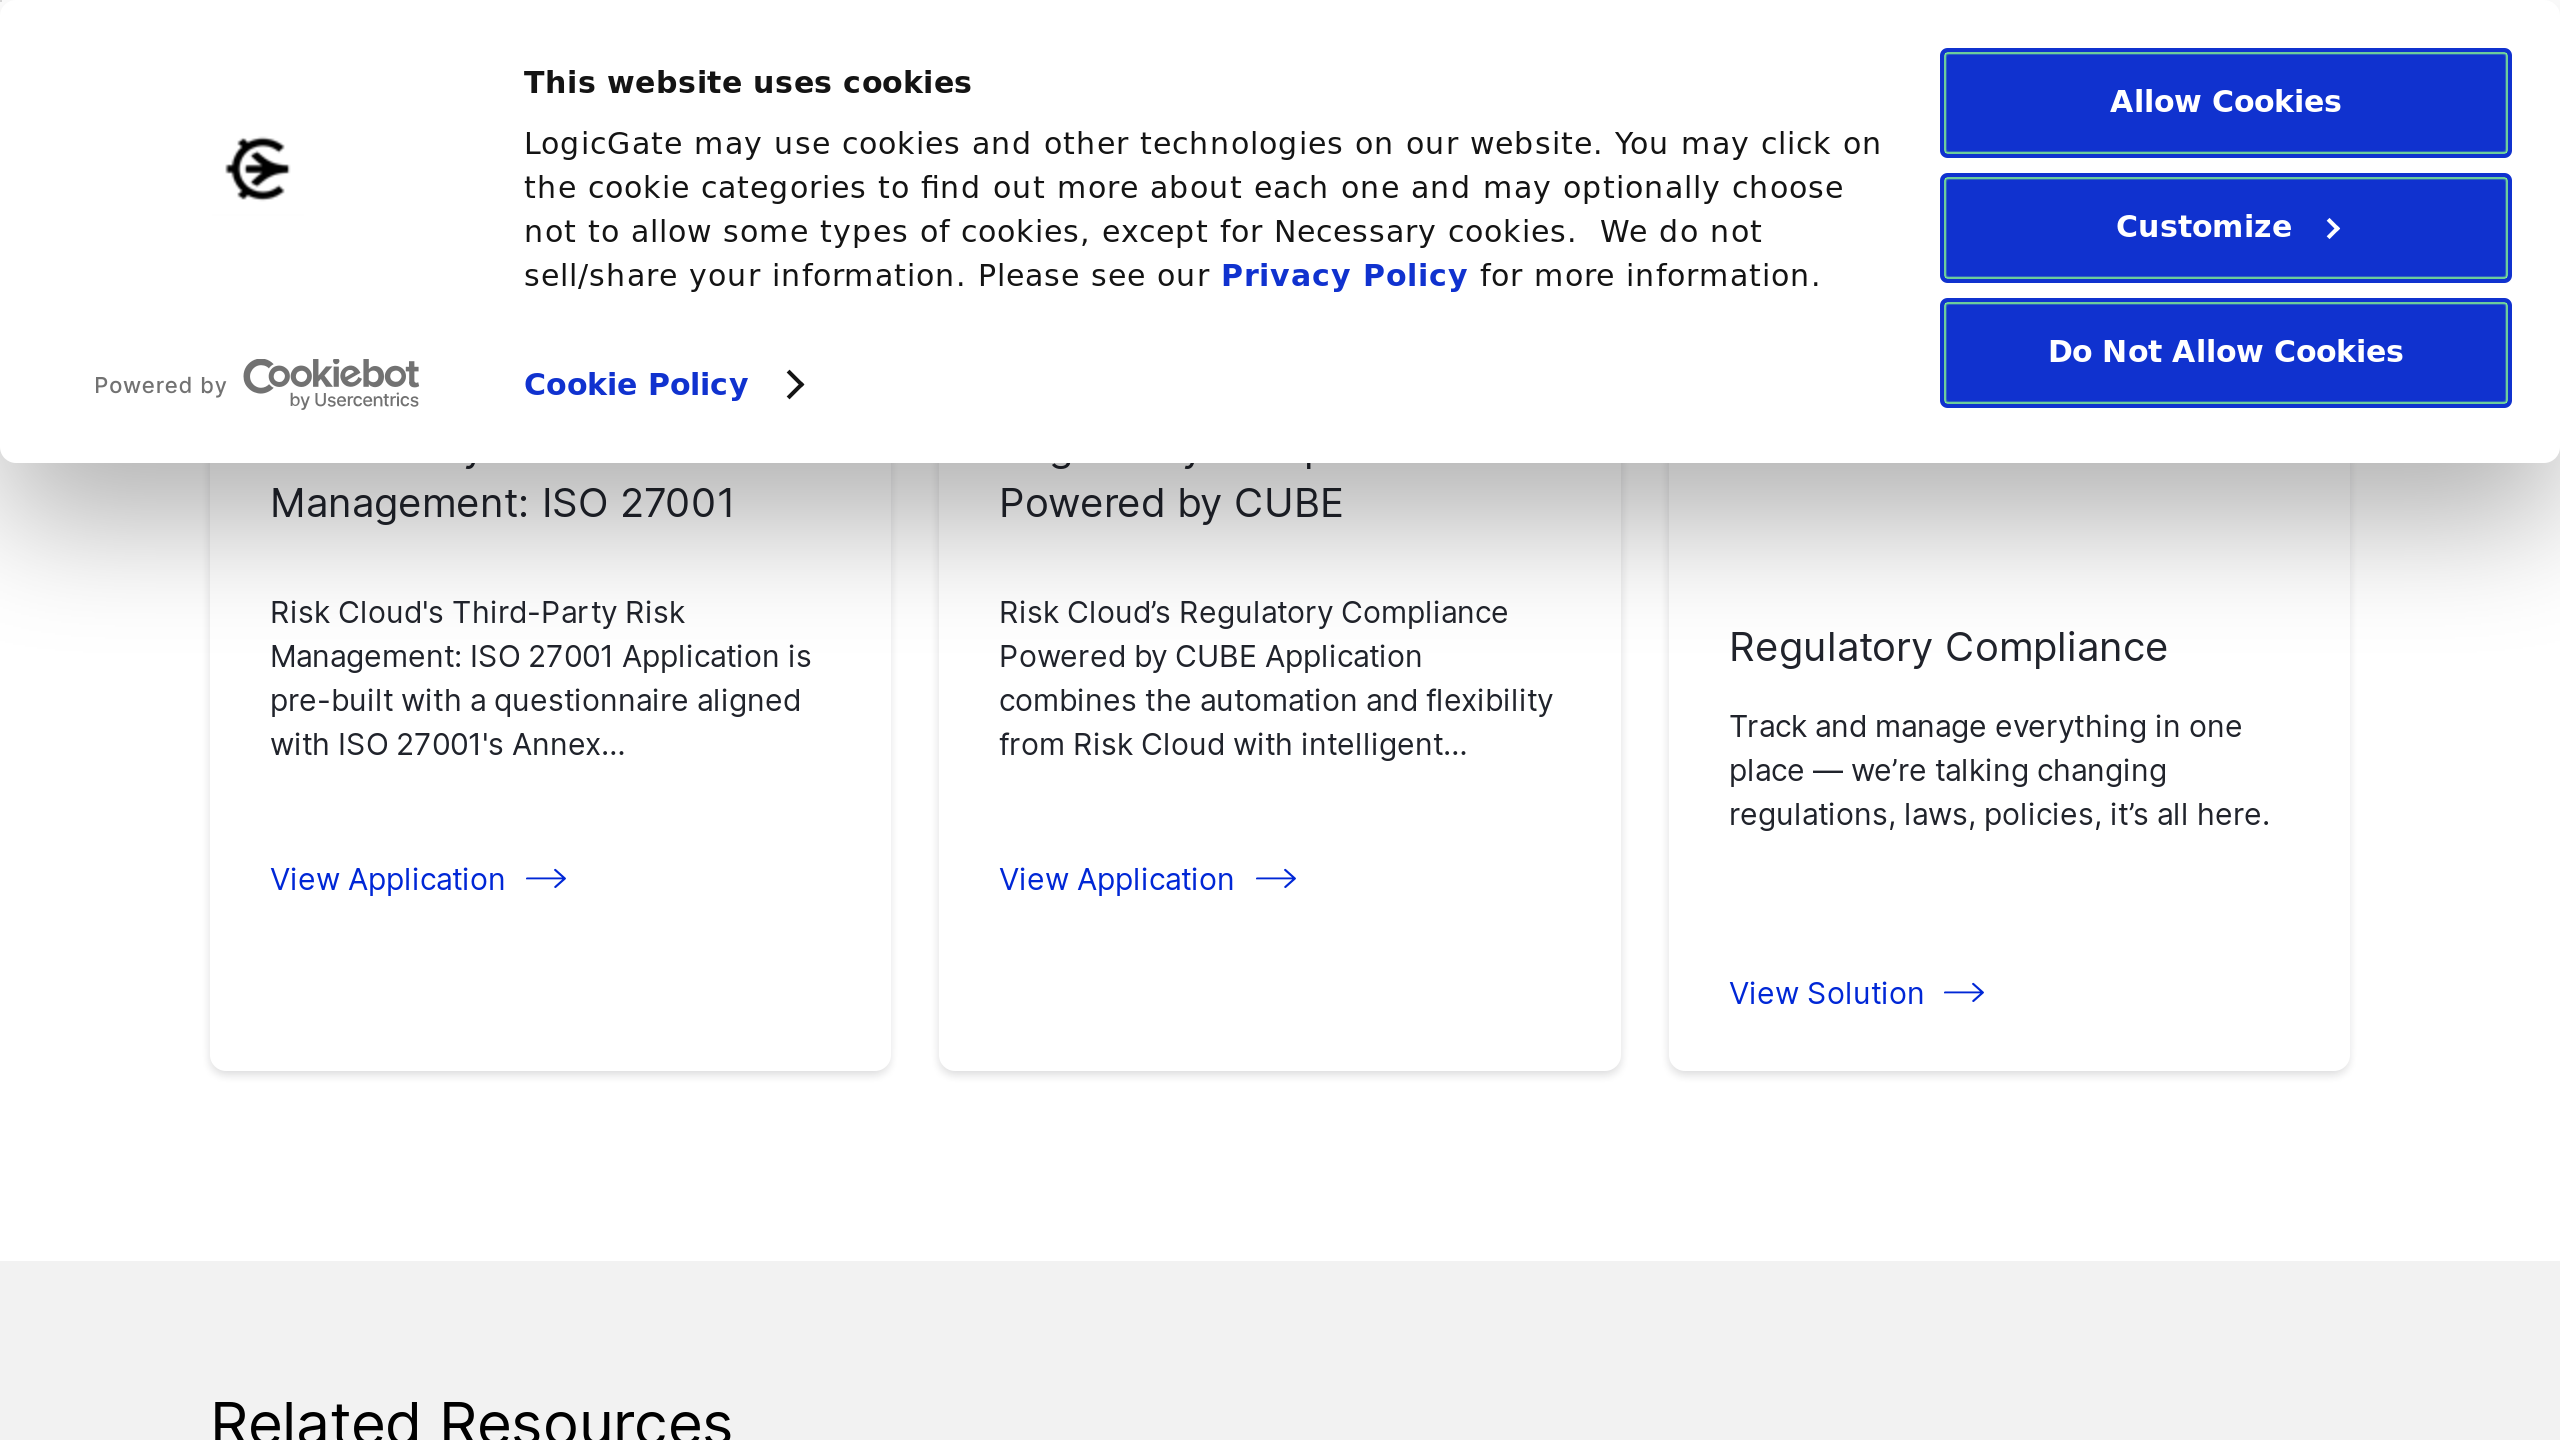 This website uses cookies
LogicGate may use cookies and other technologies on our website. You may click on
the cookie categories to find out more about each one and may optionally choose
not to allow some types of cookies, except for Necessary cookies.  We do not
sell/share your information. Please see our Privacy Policy for more information.
Cookie Policy
Powered by Cookiebot
by Usercentrics
Allow Cookies
Customize
Do Not Allow Cookies
Management: ISO 27001
Risk Cloud's Third-Party Risk
Management: ISO 27001 Application is
pre-built with a questionnaire aligned
with ISO 27001's Annex...
View Application
Powered by CUBE
Risk Cloud’s Regulatory Compliance
Powered by CUBE Application
combines the automation and flexibility
from Risk Cloud with intelligent...
View Application
Regulatory Compliance
Track and manage everything in one
place — we’re talking changing
regulations, laws, policies, it’s all here.
View Solution
Related Resources